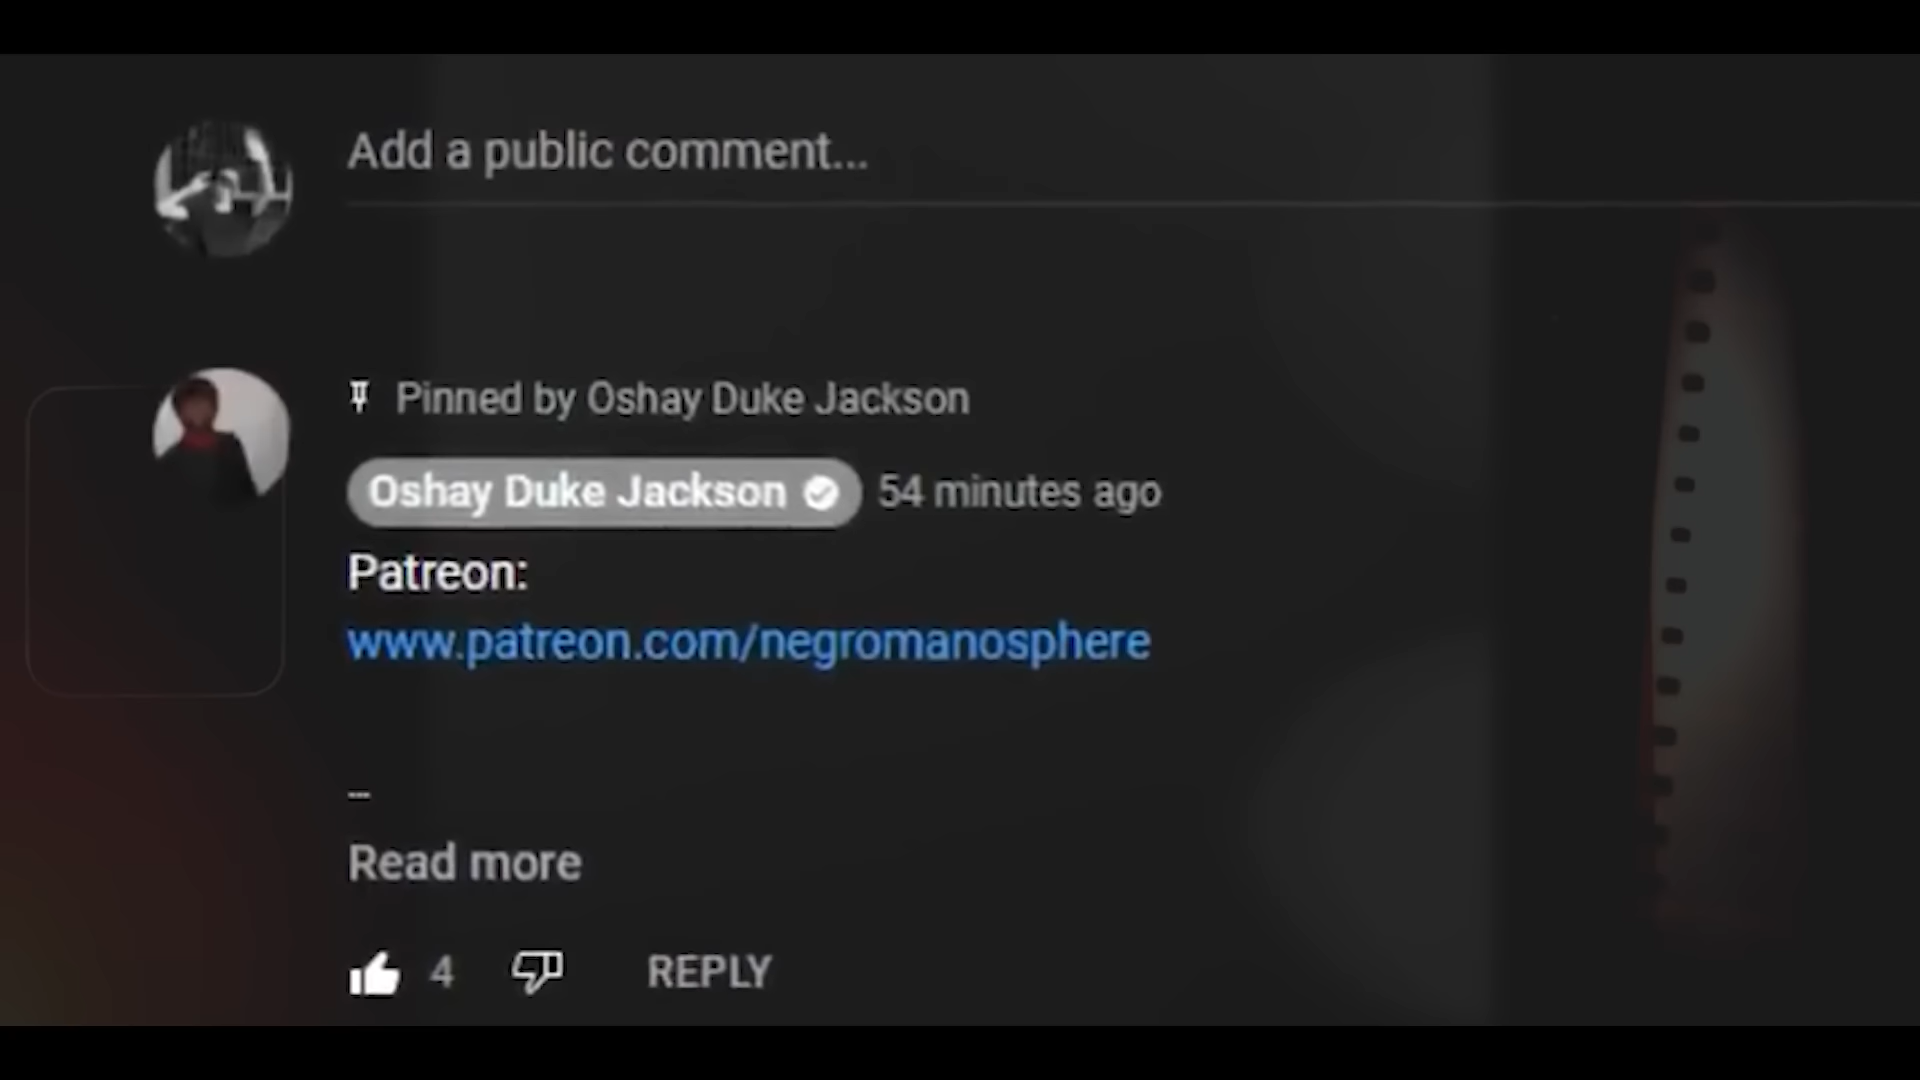 Add a public comment...
Pinned by Oshay Duke Jackson
Oshay Duke Jackson 54 minutes ago
Patreon:
www.patreon.com/negromanosphere
--
Read more
4 REPLY